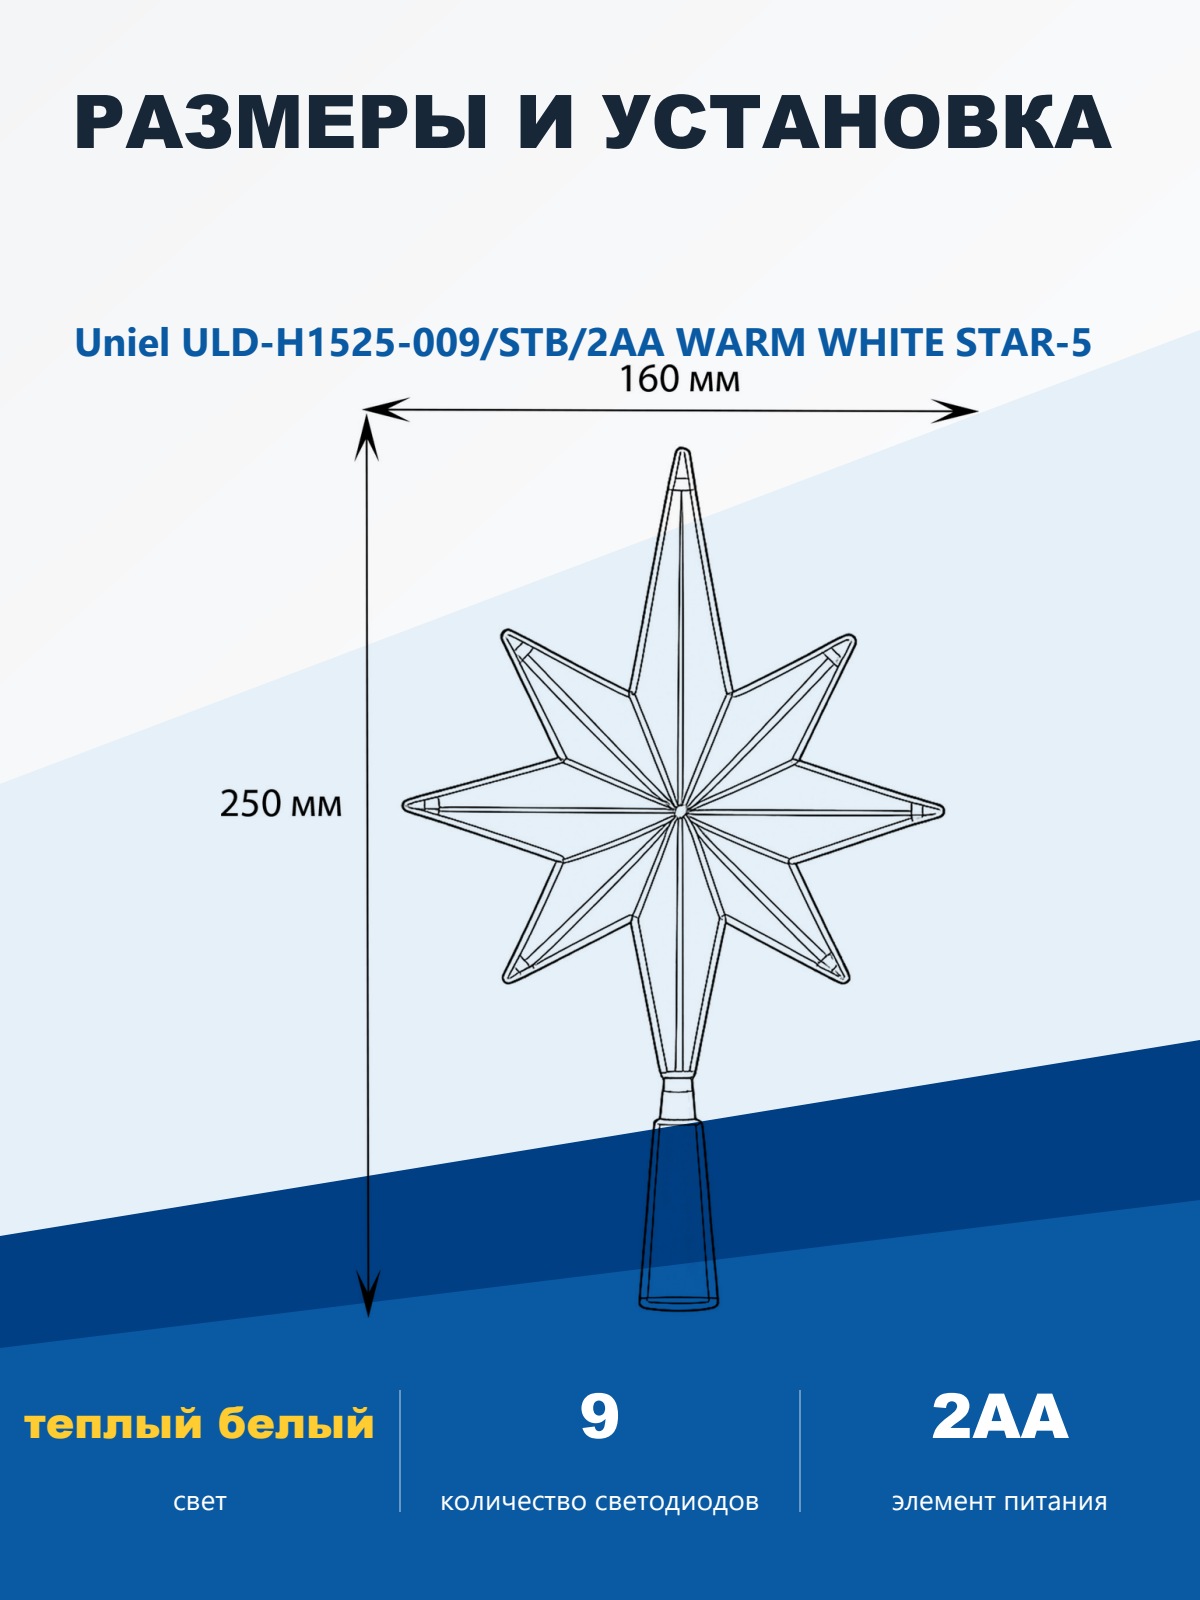 РАЗМЕРЫ И УСТАНОВКА
Uniel ULD-H1525-009/STB/2AA WARM WHITE STAR-5
160 мм
250 мм
теплый белый
свет
9
количество светодиодов
2AA
элемент питания